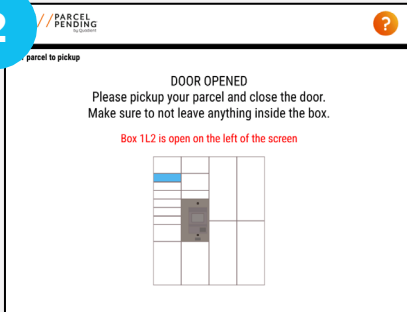 2
// PARCEL
PENDING
by Quadient
?
parcel to pickup
DOOR OPENED
Please pickup your parcel and close the door.
Make sure to not leave anything inside the box.
Box 1L2 is open on the left of the screen